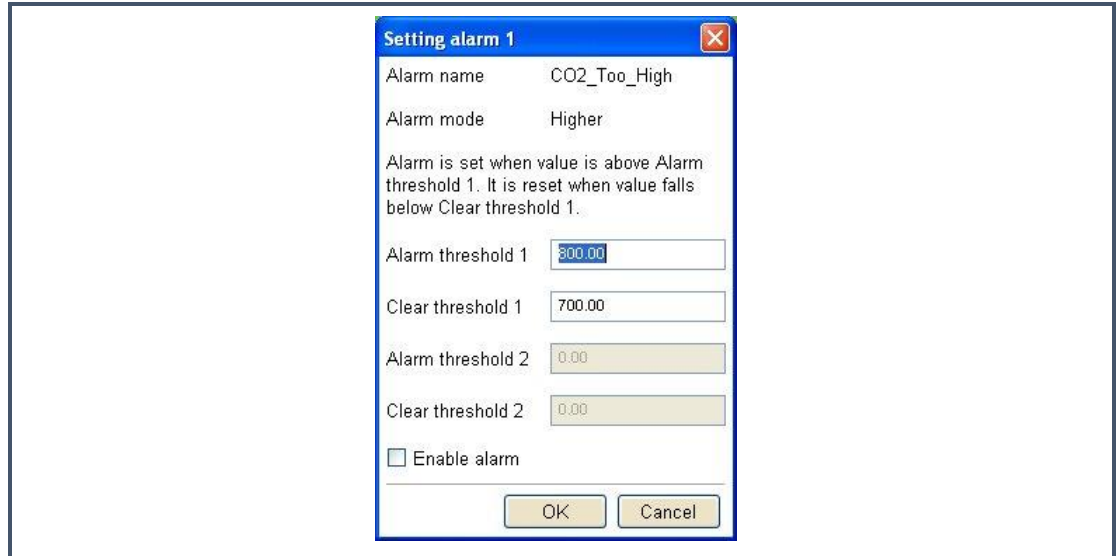 Setting alarm 1
Alarm name CO2_Too_High
Alarm mode Higher
Alarm is set when value is above Alarm
threshold 1. It is reset when value falls
below Clear threshold 1.
Alarm threshold 1 800.00
Clear threshold 1 700.00
Alarm threshold 2 0.00
Clear threshold 2 0.00
Enable alarm
OK Cancel